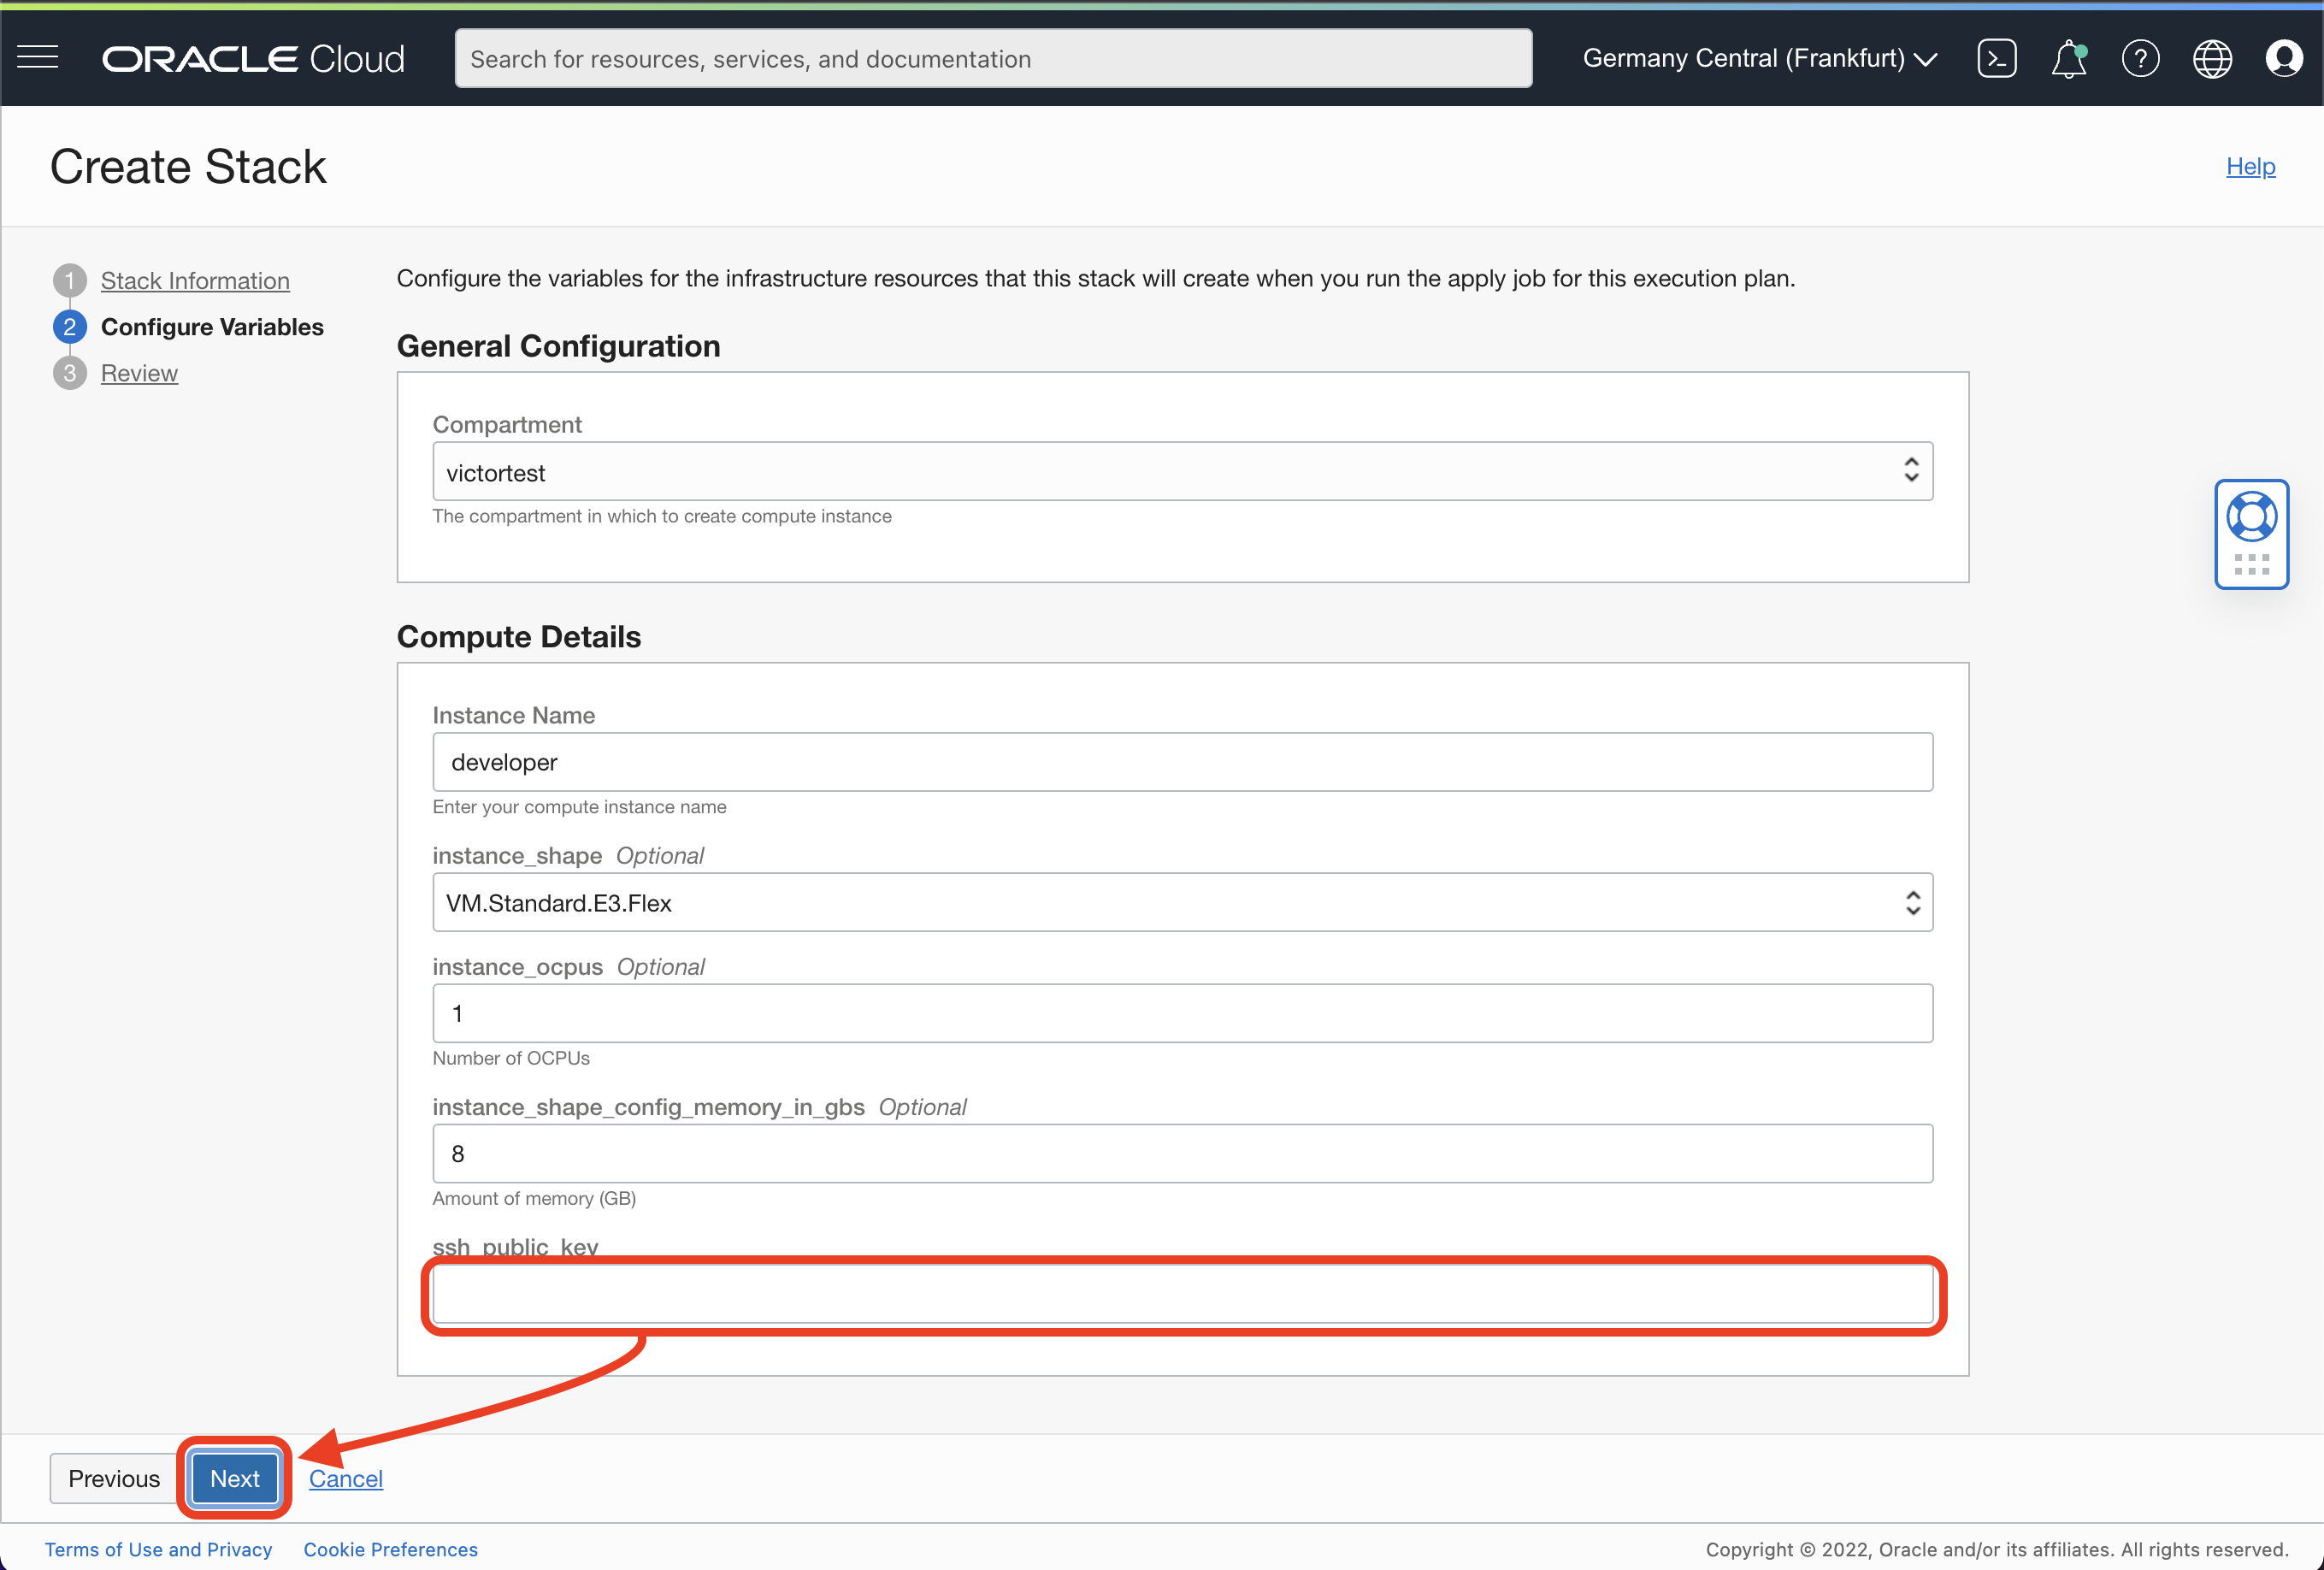 ORACLE Cloud
Search for resources, services, and documentation
Germany Central (Frankfurt)
Create Stack
Help
1 Stack Information
2 Configure Variables
3 Review
Configure the variables for the infrastructure resources that this stack will create when you run the apply job for this execution plan.
General Configuration
Compartment
victortest
The compartment in which to create compute instance
Compute Details
Instance Name
developer
Enter your compute instance name
instance_shape Optional
VM.Standard.E3.Flex
instance_ocpus Optional
1
Number of OCPUs
instance_shape_config_memory_in_gbs Optional
8
Amount of memory (GB)
ssh_public_key
Previous
Next
Cancel
Terms of Use and Privacy
Cookie Preferences
Copyright © 2022, Oracle and/or its affiliates. All rights reserved.